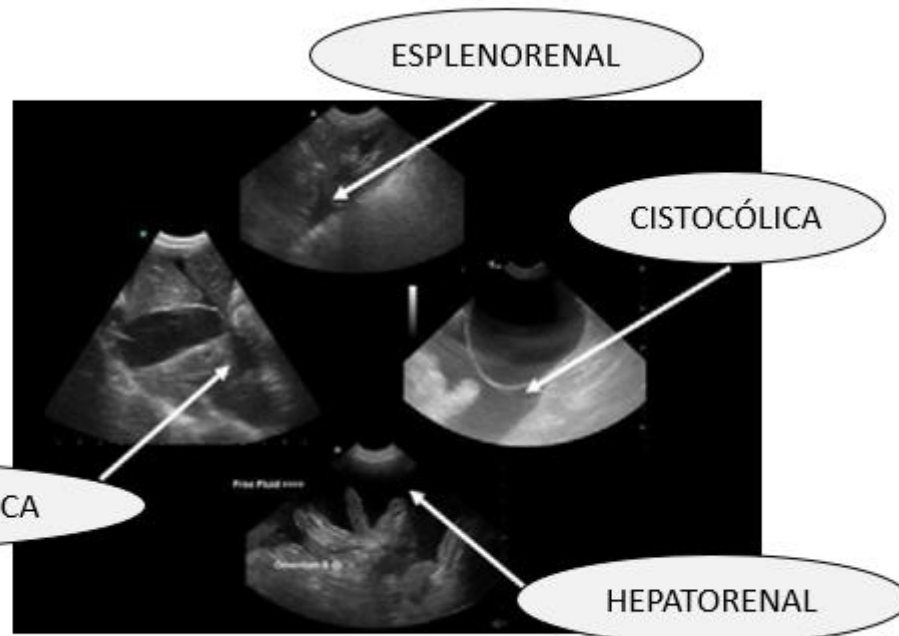 ESPLENORENAL
CISTOCÓLICA
CA
Free Fluid >>>>
HEPATORENAL